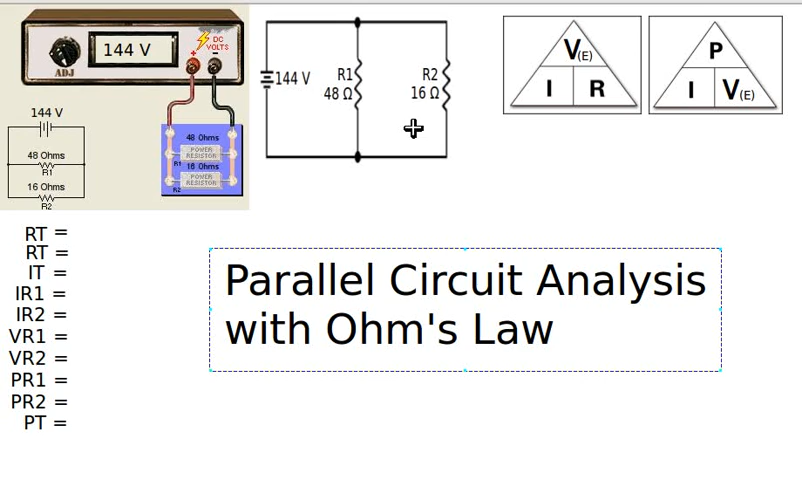 144 V
DC
VOLTS
+ -
ADJ
144 V
48 Ohms
R1
16 Ohms
R2
48 Ohms
POWER
RESISTOR
R1
16 Ohms
POWER
RESISTOR
R2
144 V
R1
48 Ω
R2
16 Ω
V(E)
I R
P
I V(E)
RT =
RT =
IT =
IR1 =
IR2 =
VR1 =
VR2 =
PR1 =
PR2 =
PT =
Parallel Circuit Analysis
with Ohm's Law